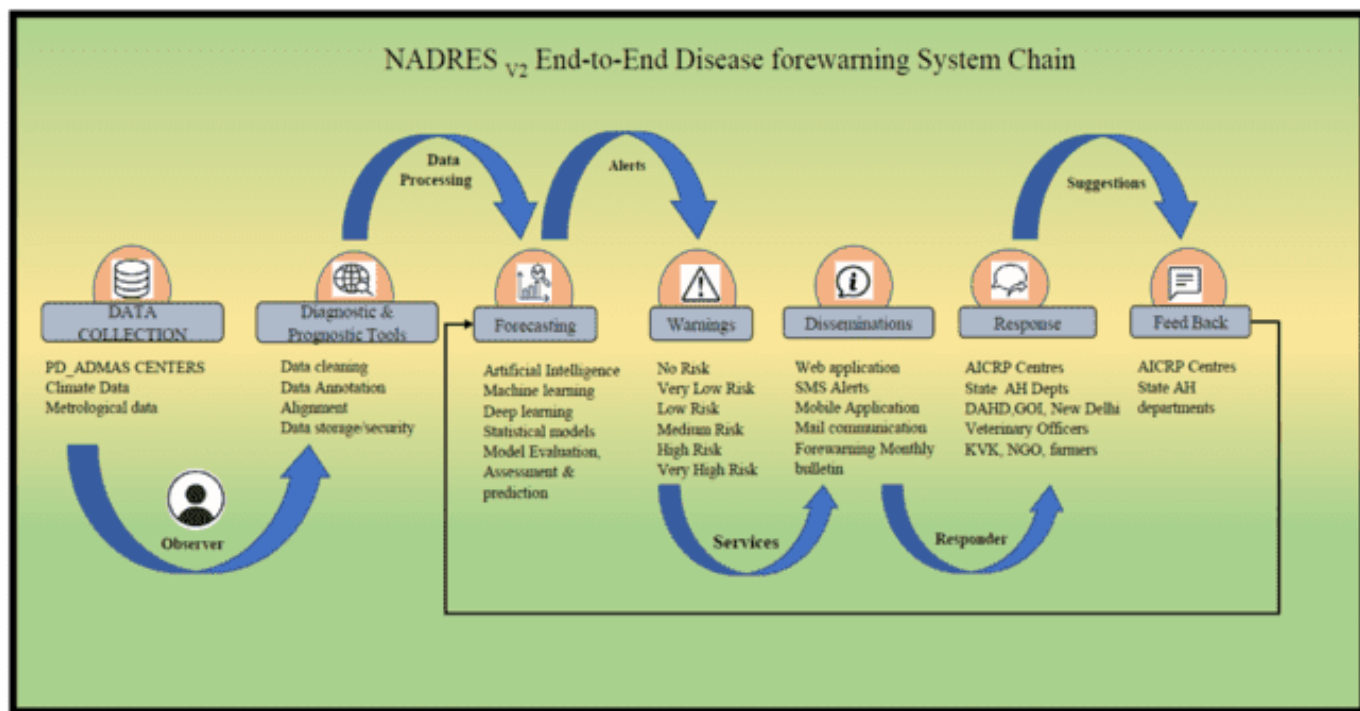 NADRES V2 End-to-End Disease forewarning System Chain
Data
Processing
Alerts
Suggestions
DATA
COLLECTION
PD_ADMAS CENTERS
Climate Data
Metrological data
Observer
Diagnostic &
Prognostic Tools
Data cleaning
Data Annotation
Alignment
Data storage/security
Forecasting
Artificial Intelligence
Machine learning
Deep learning
Statistical models
Model Evaluation,
Assessment &
prediction
Warnings
No Risk
Very Low Risk
Low Risk
Medium Risk
High Risk
Very High Risk
Services
Disseminations
Web application
SMS Alerts
Mobile Application
Mail communication
Forewarning Monthly
bulletin
Responder
Response
AICRP Centres
State AH Depts
DAHD,GOI, New Delhi
Veterinary Officers
KVK, NGO, farmers
Feed Back
AICRP Centres
State AH
departments